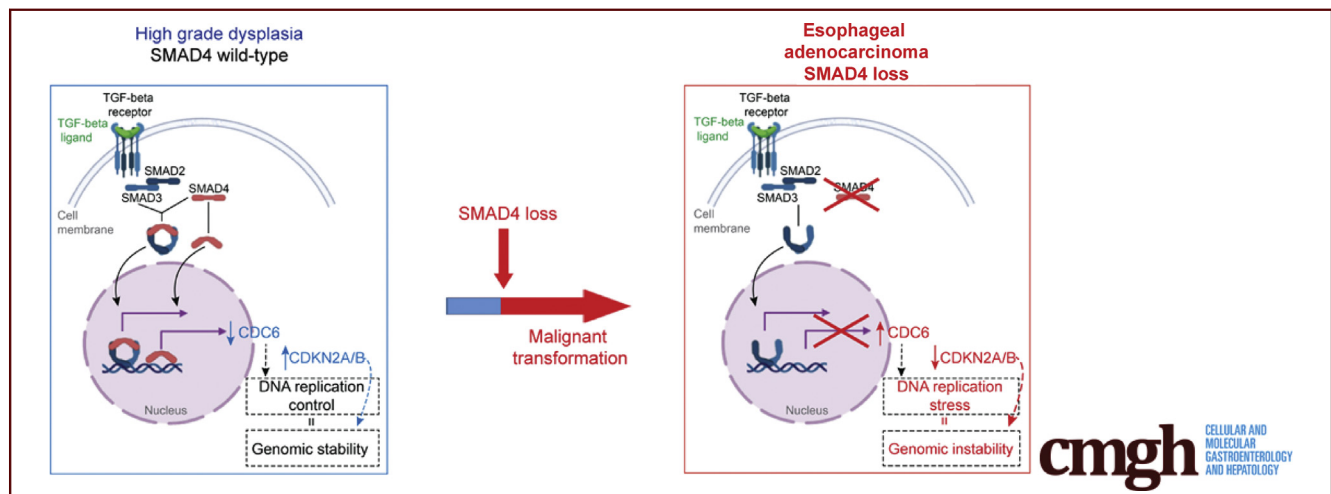 High grade dysplasia
SMAD4 wild-type
TGF-beta
receptor
TGF-beta
ligand
SMAD2
SMAD3
SMAD4
Cell
membrane
CDC6
CDKN2A/B
DNA replication
control
=
Genomic stability
Nucleus
SMAD4 loss
Malignant
transformation
Esophageal
adenocarcinoma
SMAD4 loss
TGF-beta
receptor
TGF-beta
ligand
SMAD2
SMAD3
SMAD4
Cell
membrane
CDC6
CDKN2A/B
DNA replication
stress
=
Genomic instability
Nucleus
cmgh
CELLULAR AND
MOLECULAR
GASTROENTEROLOGY
AND HEPATOLOGY